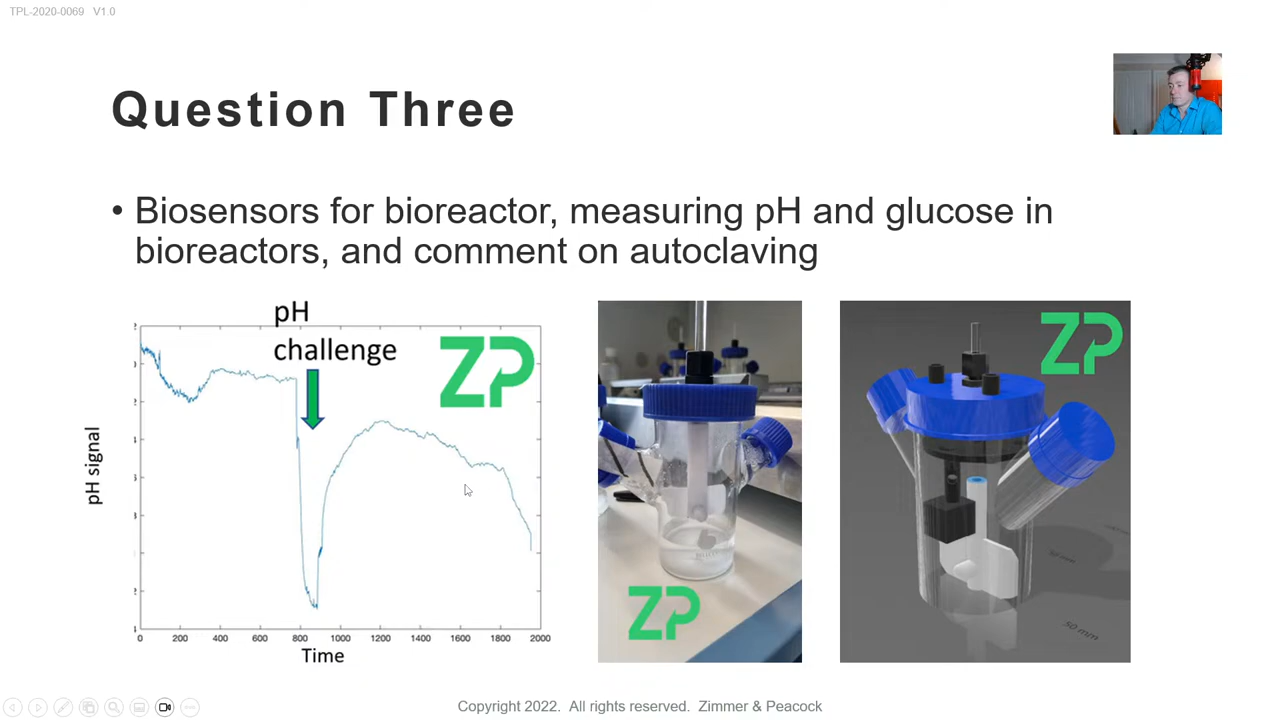 TPL-2020-0069 V1.0
Question Three
• Biosensors for bioreactor, measuring pH and glucose in
bioreactors, and comment on autoclaving
pH
challenge
ZP
pH signal
0 200 400 600 800 1000 1200 1400 1600 1800 2000
Time
ZP
ZP
50 mm
Copyright 2022. All rights reserved. Zimmer & Peacock